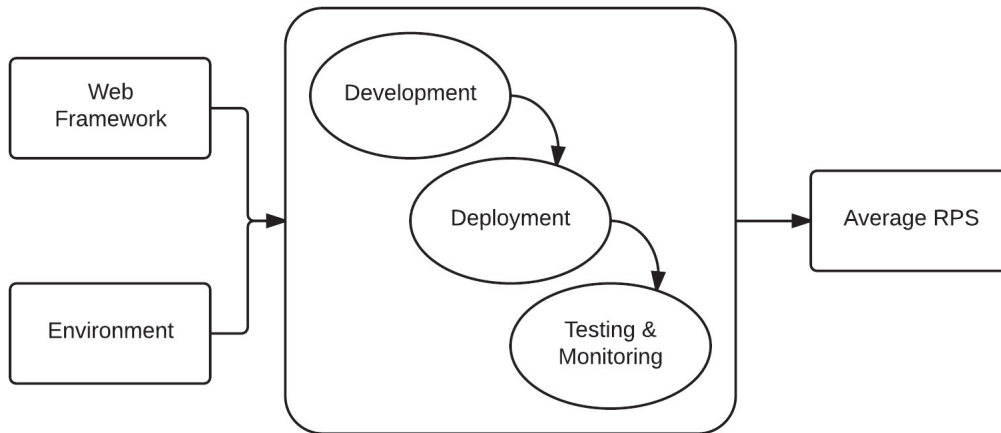 Web
Framework
Environment
Development
Deployment
Testing &
Monitoring
Average RPS